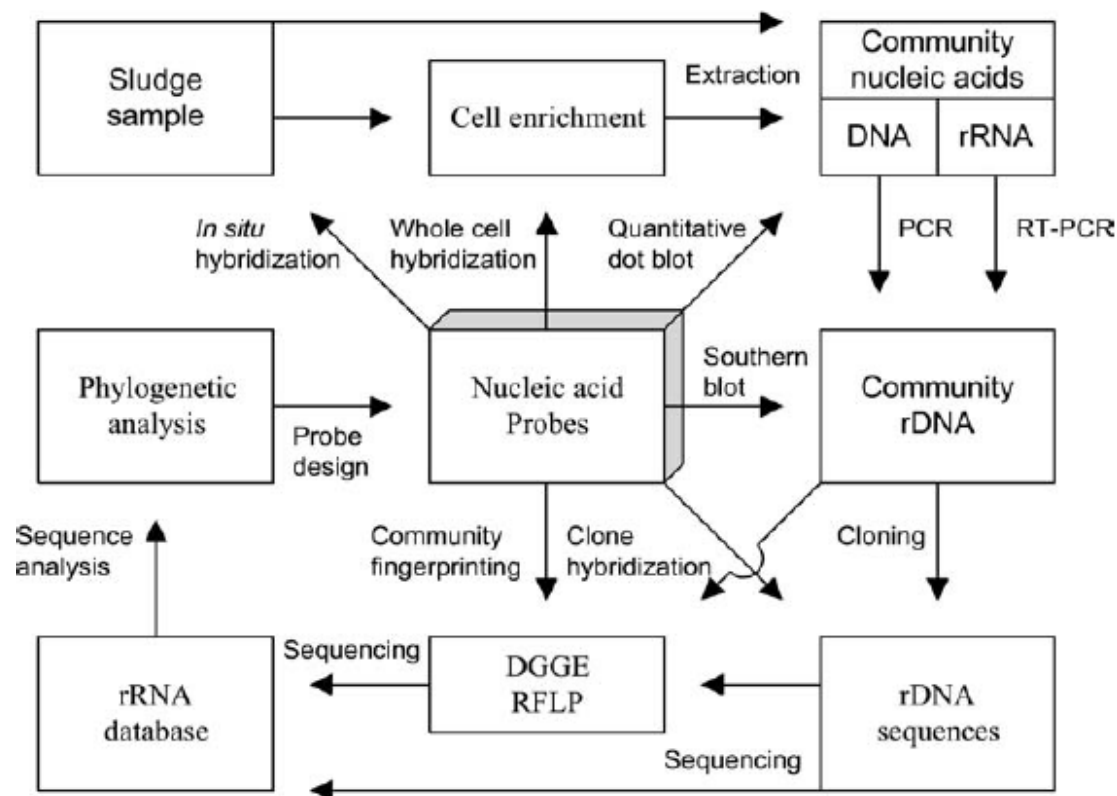 Sludge
sample
Cell enrichment
Extraction
Community
nucleic acids
DNA
rRNA
In situ
hybridization
Whole cell
hybridization
Quantitative
dot blot
PCR
RT-PCR
Phylogenetic
analysis
Probe
design
Nucleic acid
Probes
Southern
blot
Community
rDNA
Sequence
analysis
Community
fingerprinting
Clone
hybridization
Cloning
rRNA
database
Sequencing
DGGE
RFLP
rDNA
sequences
Sequencing